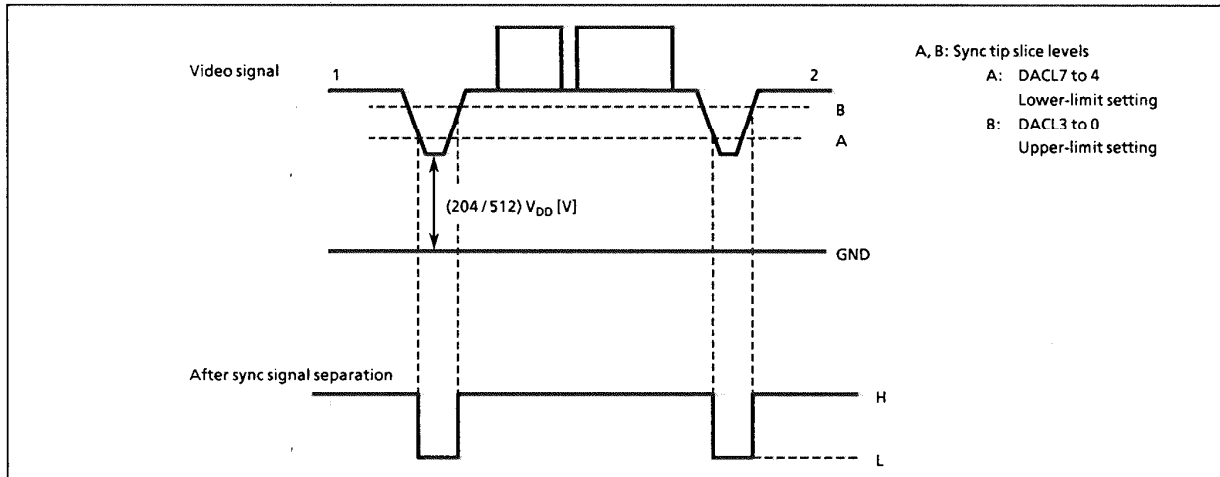 A, B: Sync tip slice levels
Video signal
1
2
A: DACL7 to 4
Lower-limit setting
B
B: DACL3 to 0
A
Upper-limit setting
(204 / 512) VDD [V]
GND
After sync signal separation
H
L